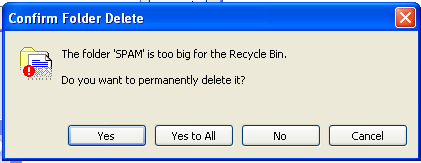 Confirm Folder Delete
The folder 'SPAM' is too big for the Recycle Bin.
Do you want to permanently delete it?
Yes Yes to All No Cancel